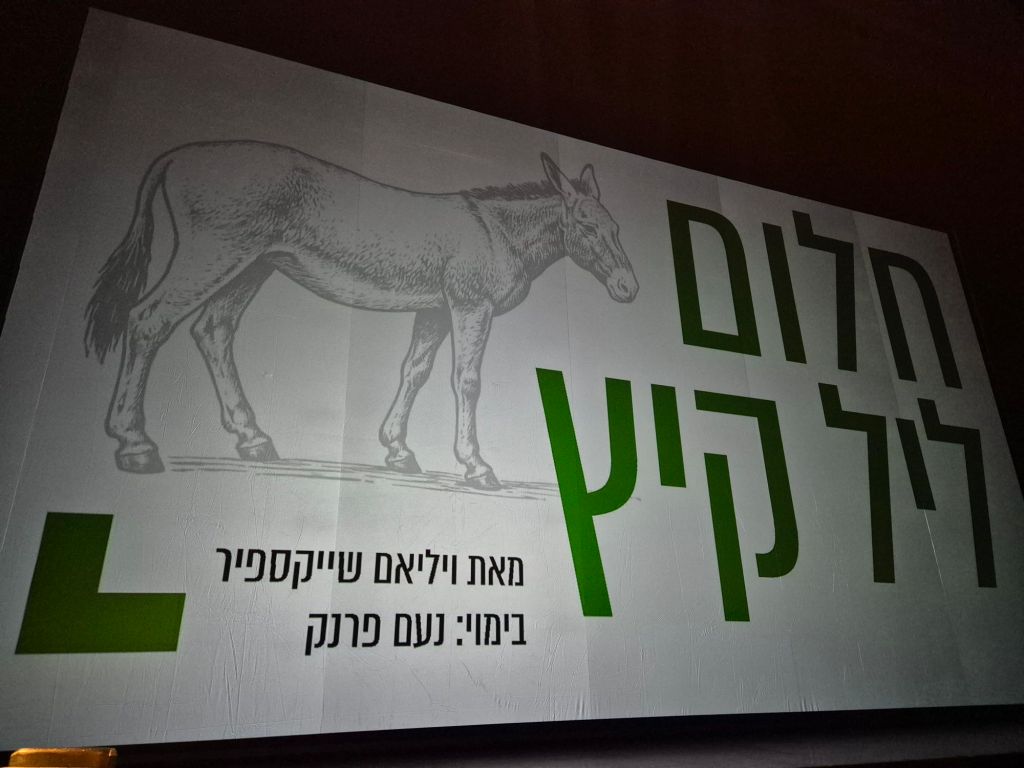 חלום
ליל קיץ
מאת ויליאם שייקספיר
בימוי: נעם פרנק